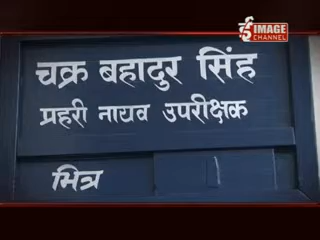 IMAGE
CHANNEL
चक्र बहादुर सिंह
प्रहरी नायव उपरीक्षक
भित्र